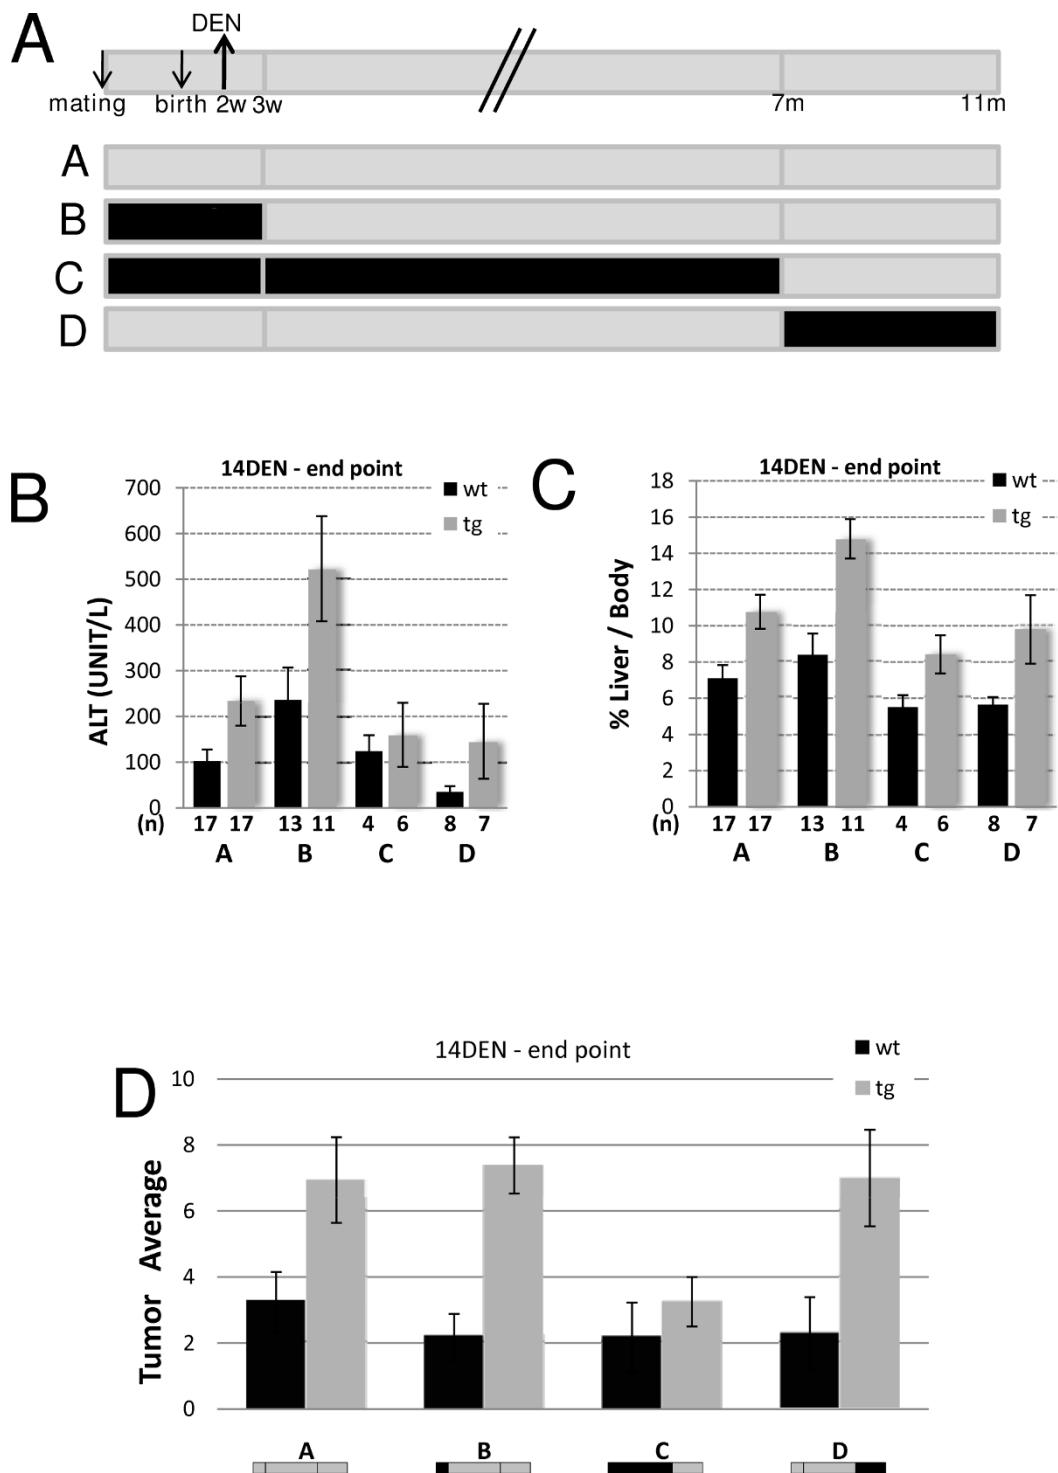 A
DEN
mating birth 2w 3w 7m 11m
A
B
C
D
B
14DEN - end point
wt
tg
ALT (UNIT/L)
700
600
500
400
300
200
100
0
(n) 17 17 13 11 4 6 8 7
A B C D
C
14DEN - end point
wt
tg
% Liver / Body
18
16
14
12
10
8
6
4
2
0
(n) 17 17 13 11 4 6 8 7
A B C D
D
14DEN - end point
wt
tg
Tumor Average
10
8
6
4
2
0
A B C D